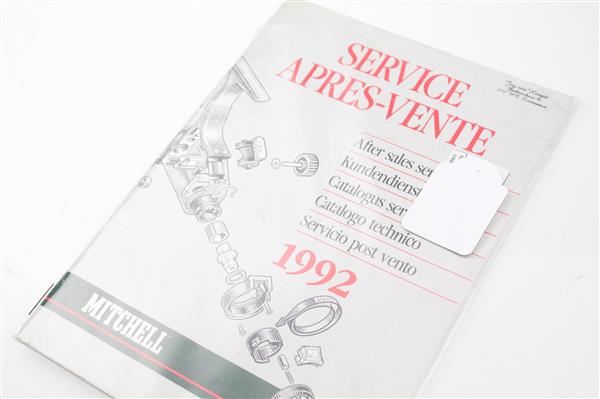 SERVICE
APRES-VENTE
After sales ser
Kundendiens
Catalogus ser
Catalogo technico
Servicio post vento
1992
MITCHELL